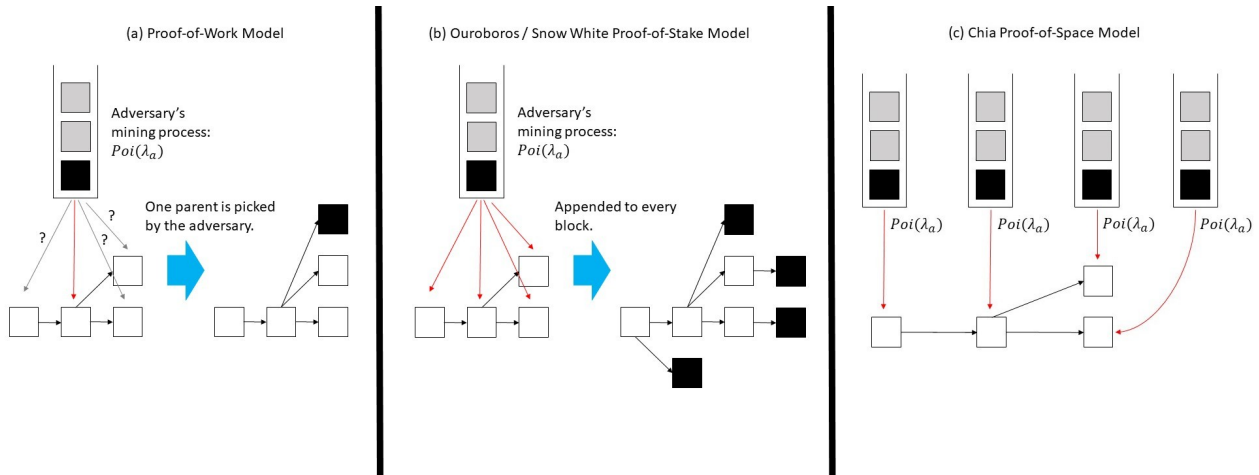 (a) Proof-of-Work Model
Adversary's
mining process:
Poi(λₐ)
?
?
?
One parent is picked
by the adversary.
(b) Ouroboros / Snow White Proof-of-Stake Model
Adversary's
mining process:
Poi(λₐ)
Appended to every
block.
(c) Chia Proof-of-Space Model
Poi(λₐ)
Poi(λₐ)
Poi(λₐ)
Poi(λₐ)